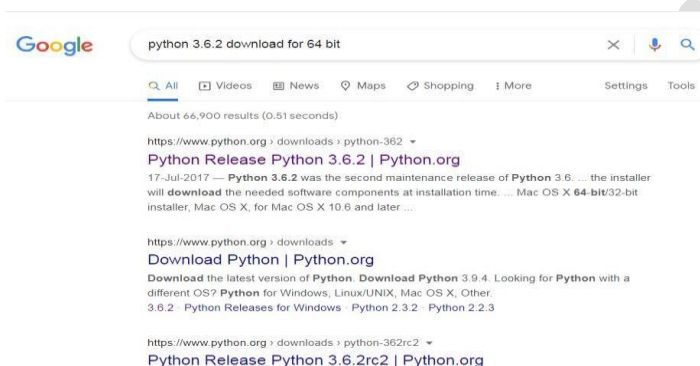 Google
python 3.6.2 download for 64 bit
All Videos News Maps Shopping More Settings Tools
About 66,900 results (0.51 seconds)
https://www.python.org › downloads › python-362
Python Release Python 3.6.2 | Python.org
17-Jul-2017 — Python 3.6.2 was the second maintenance release of Python 3.6. ... the installer
will download the needed software components at installation time. ... Mac OS X 64-bit/32-bit
installer, Mac OS X, for Mac OS X 10.6 and later ...
https://www.python.org › downloads
Download Python | Python.org
Download the latest version of Python. Download Python 3.9.4. Looking for Python with a
different OS? Python for Windows, Linux/UNIX, Mac OS X, Other.
3.6.2 · Python Releases for Windows · Python 2.3.2 · Python 2.2.3
https://www.python.org › downloads › python-362rc2
Python Release Python 3.6.2rc2 | Python.org